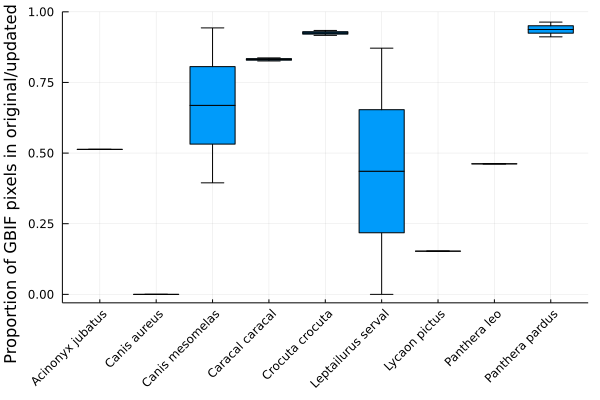 Proportion of GBIF pixels in original/updated
1.00
0.75
0.50
0.25
0.00
Acinonyx jubatus
Canis aureus
Canis mesomelas
Caracal caracal
Crocuta crocuta
Leptailurus serval
Lycaon pictus
Panthera leo
Panthera pardus